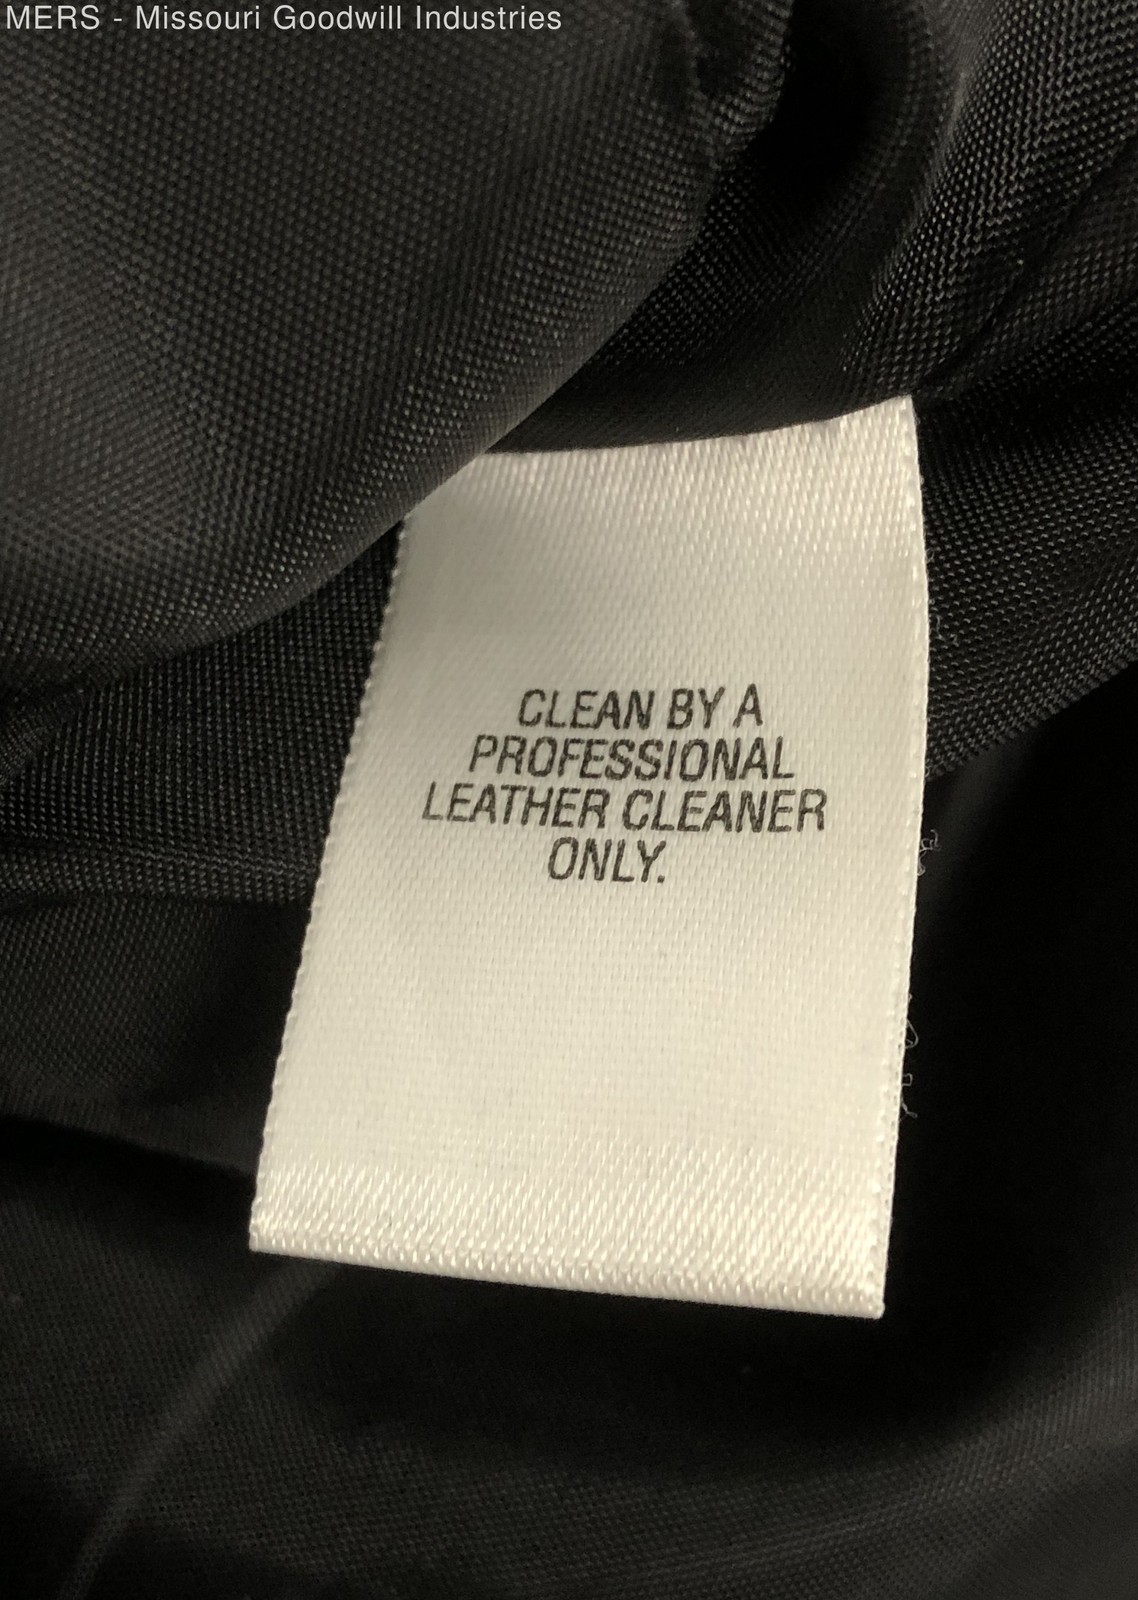 MERS - Missouri Goodwill Industries
CLEAN BY A
PROFESSIONAL
LEATHER CLEANER
ONLY.